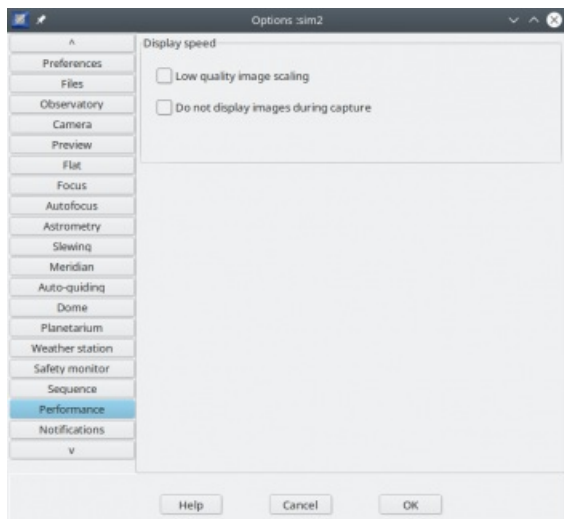 Options :sim2
^
Preferences
Files
Observatory
Camera
Preview
Flat
Focus
Autofocus
Astrometry
Slewing
Meridian
Auto-guiding
Dome
Planetarium
Weather station
Safety monitor
Sequence
Performance
Notifications
v
Display speed
Low quality image scaling
Do not display images during capture
Help
Cancel
OK